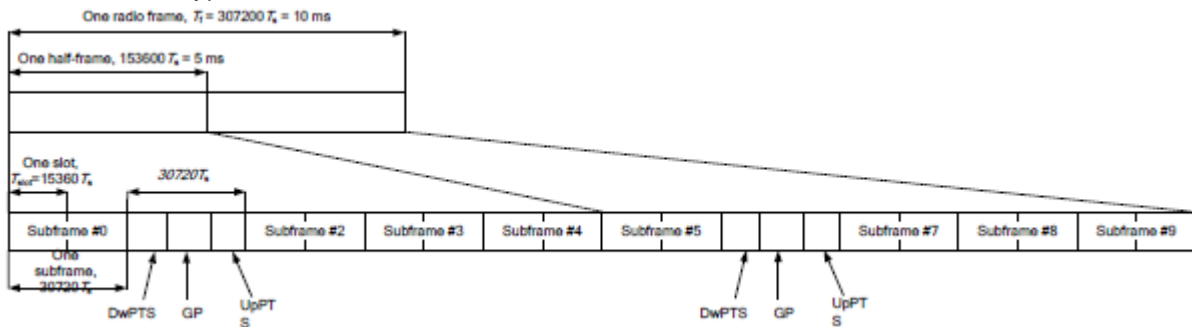 One radio frame, Tf = 307200 Ts = 10 ms
One half-frame, 153600 Ts = 5 ms
One slot,
Tslot=15360 Ts
30720Ts
Subframe #0
Subframe #2
Subframe #3
Subframe #4
Subframe #5
Subframe #7
Subframe #8
Subframe #9
One
subframe,
30720 Ts
DwPTS
GP
UpPT
S
DwPTS
GP
UpPT
S